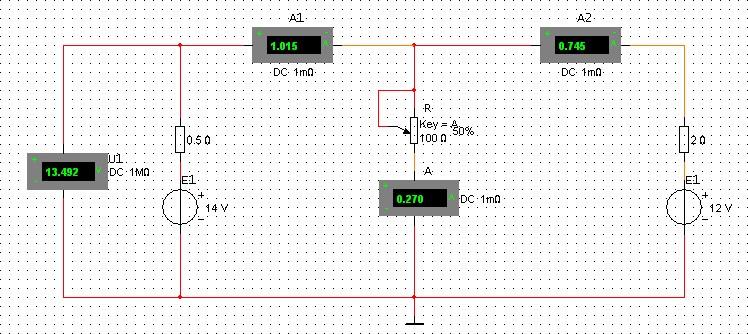 A1
A2
+ 1.015 - A
+ 0.745 - A
DC 1mΩ
DC 1mΩ
R
Key = A
50%
100 Ω
0.5 Ω
2 Ω
U1
+ 13.492 - V
DC 1MΩ
E1
+
14 V
A
+ 0.270 - A
DC 1mΩ
E1
+
12 V